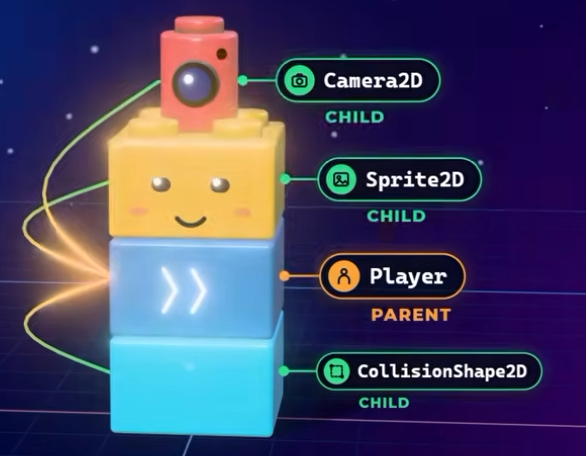 Camera2D
CHILD
Sprite2D
CHILD
Player
PARENT
CollisionShape2D
CHILD